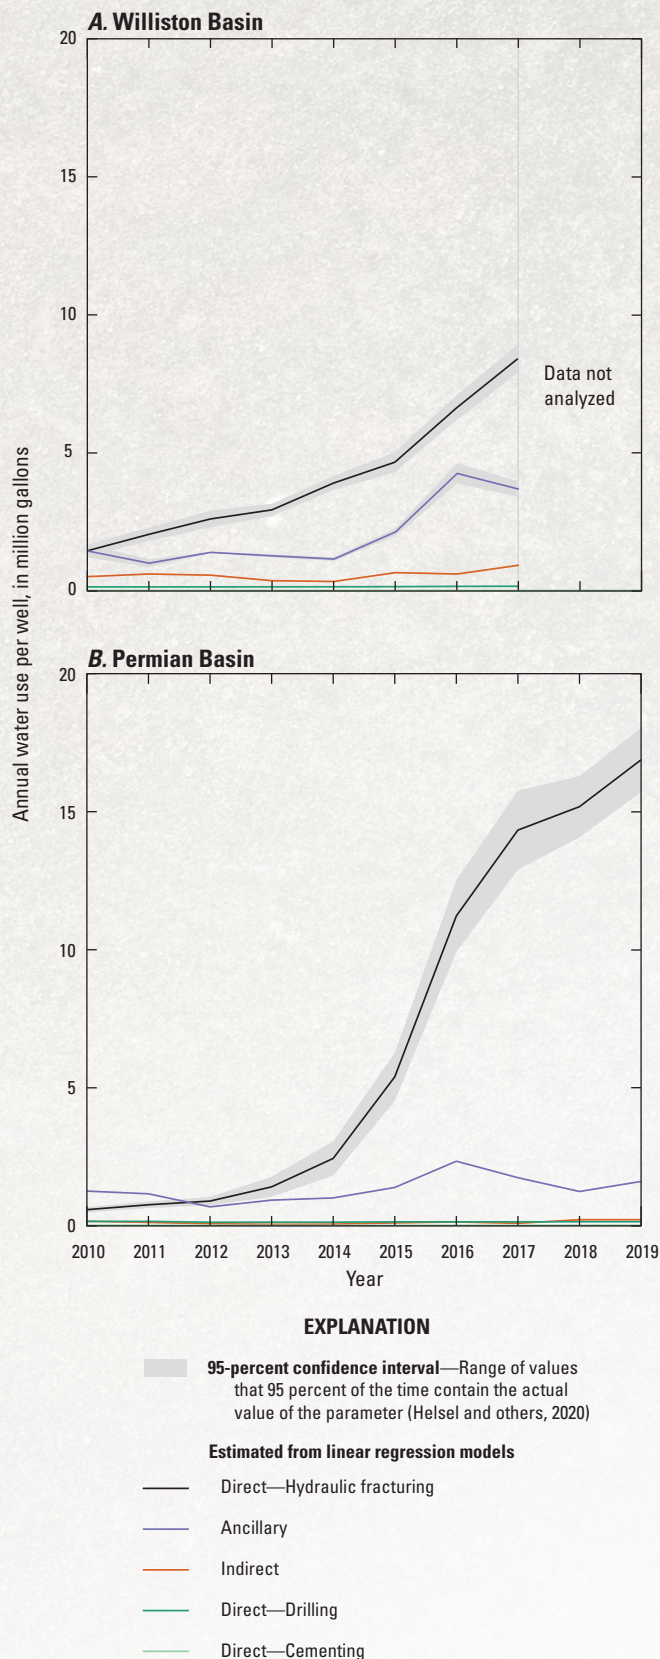 A. Williston Basin
20
15
10
5
0
Data not
analyzed
Annual water use per well, in million gallons
B. Permian Basin
20
15
10
5
0
2010 2011 2012 2013 2014 2015 2016 2017 2018 2019
Year
EXPLANATION
95-percent confidence interval—Range of values
that 95 percent of the time contain the actual
value of the parameter (Helsel and others, 2020)
Estimated from linear regression models
Direct—Hydraulic fracturing
Ancillary
Indirect
Direct—Drilling
Direct—Cementing